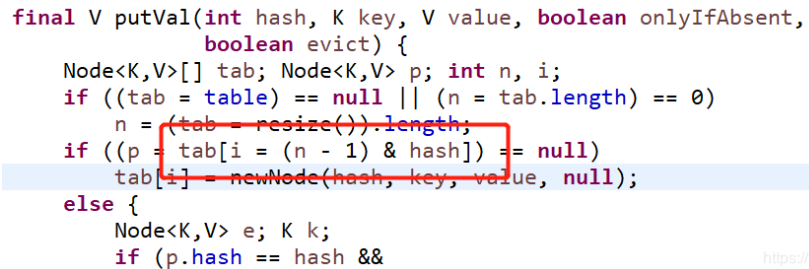 final V putVal(int hash, K key, V value, boolean onlyIfAbsent,
               boolean evict) {
    Node<K,V>[] tab; Node<K,V> p; int n, i;
    if ((tab = table) == null || (n = tab.length) == 0)
        n = (tab = resize()).length;
    if ((p = tab[i = (n - 1) & hash]) == null)
        tab[i] = newNode(hash, key, value, null);
    else {
        Node<K,V> e; K k;
        if (p.hash == hash &&
https://